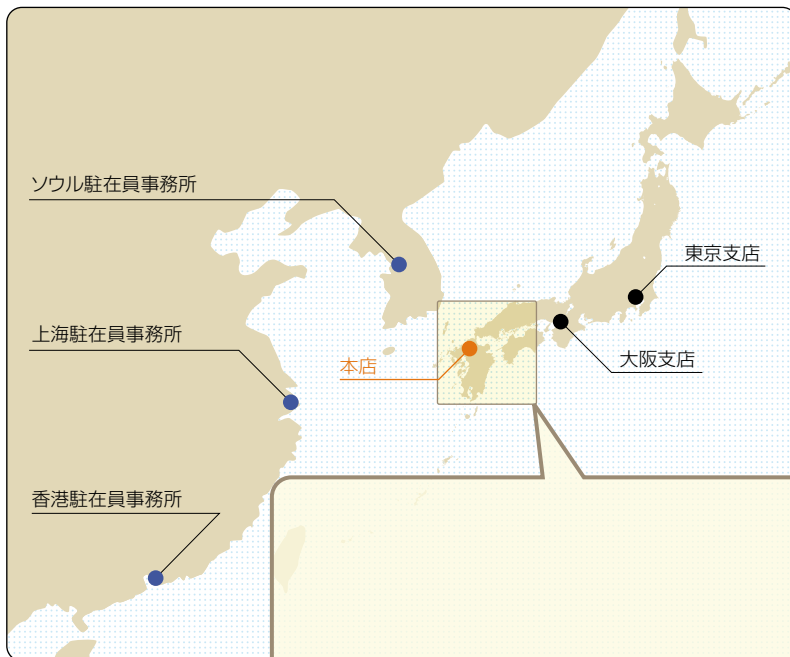 ソウル駐在員事務所
東京支店
上海駐在員事務所
大阪支店
本店
香港駐在員事務所